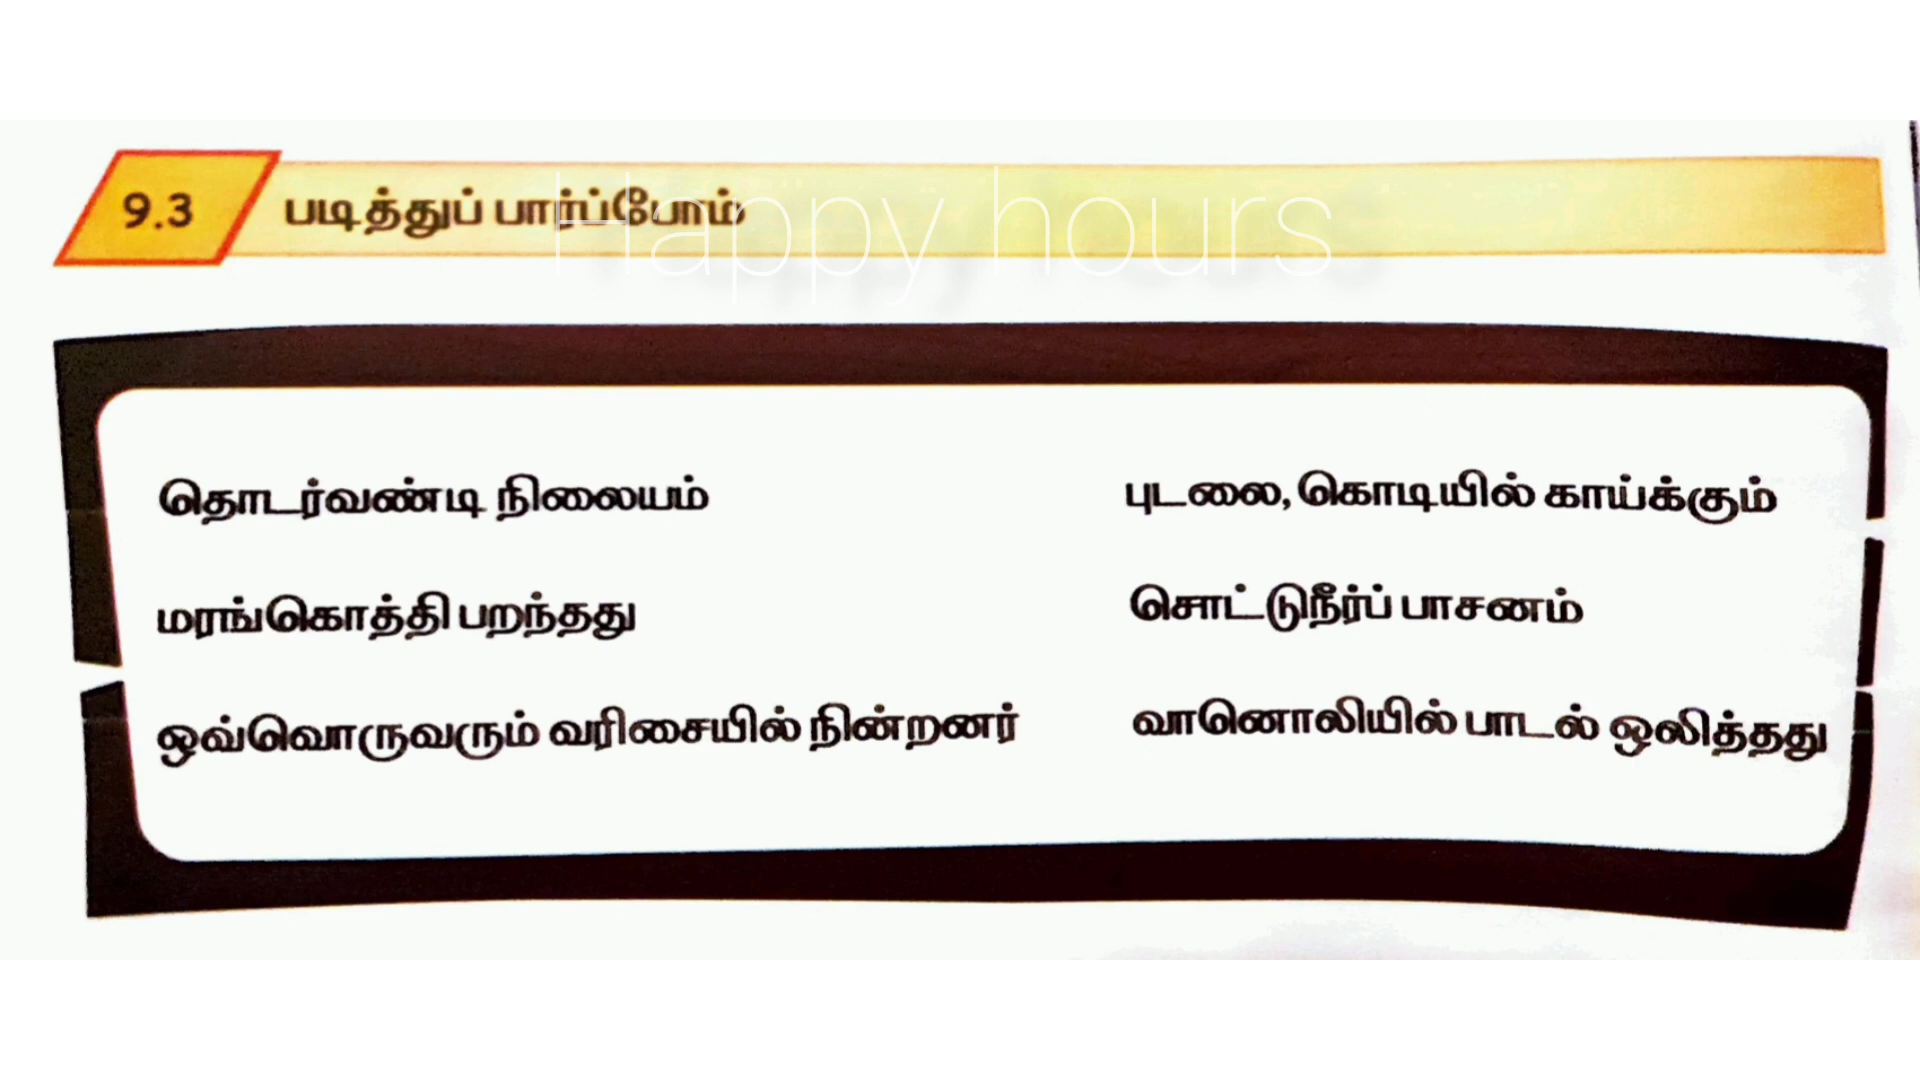 9.3 படித்துப் பார்ப்போம்
Happy hours
தொடர்வண்டி நிலையம்
மரங்கொத்தி பறந்தது
ஒவ்வொருவரும் வரிசையில் நின்றனர்
புடலை, கொடியில் காய்க்கும்
சொட்டுநீர்ப் பாசனம்
வானொலியில் பாடல் ஒலித்தது